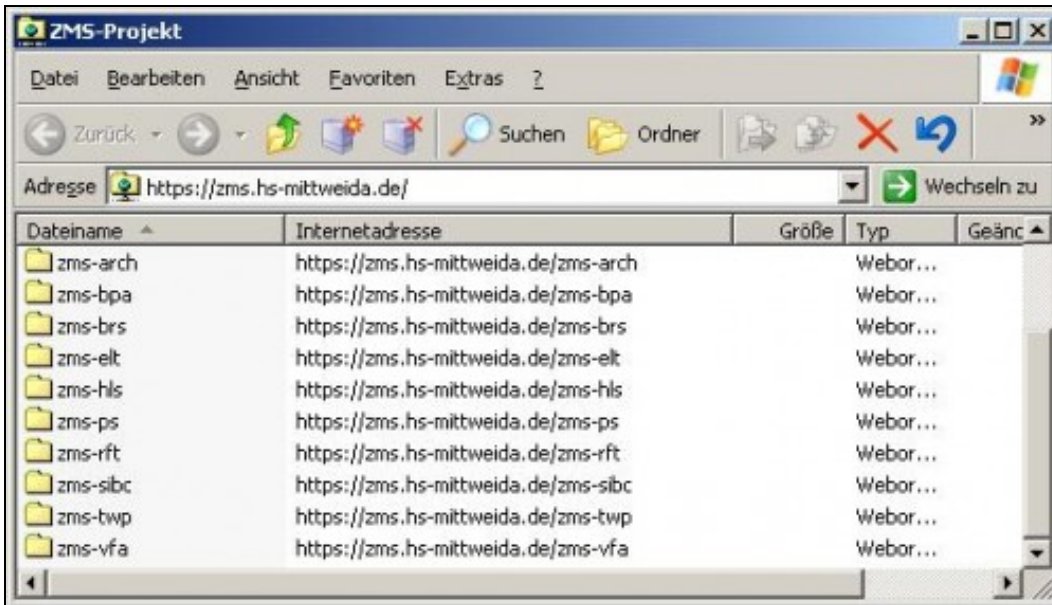 ZMS-Projekt
Datei Bearbeiten Ansicht Favoriten Extras ?
Zurück Suchen Ordner »
Adresse https://zms.hs-mittweida.de/ Wechseln zu
Dateiname Internetadresse Größe Typ Geänc
zms-arch https://zms.hs-mittweida.de/zms-arch Webor...
zms-bpa https://zms.hs-mittweida.de/zms-bpa Webor...
zms-brs https://zms.hs-mittweida.de/zms-brs Webor...
zms-elt https://zms.hs-mittweida.de/zms-elt Webor...
zms-hls https://zms.hs-mittweida.de/zms-hls Webor...
zms-ps https://zms.hs-mittweida.de/zms-ps Webor...
zms-rft https://zms.hs-mittweida.de/zms-rft Webor...
zms-sibc https://zms.hs-mittweida.de/zms-sibc Webor...
zms-twp https://zms.hs-mittweida.de/zms-twp Webor...
zms-vfa https://zms.hs-mittweida.de/zms-vfa Webor...